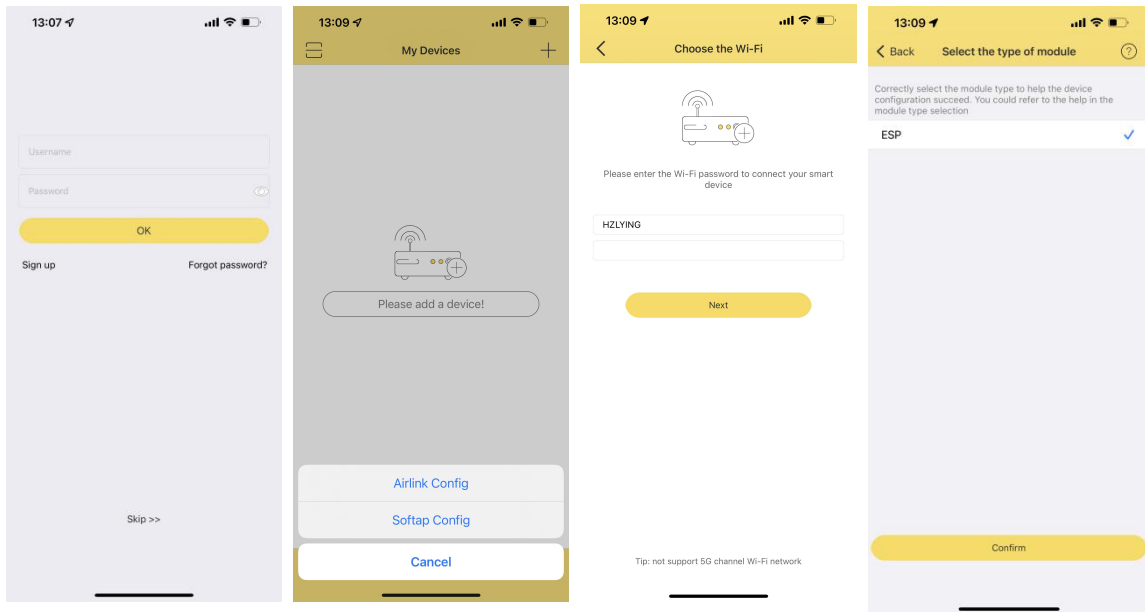 13:07
Username
Password
OK
Sign up
Forgot password?
Skip >>
13:09
My Devices
Please add a device!
Airlink Config
Softap Config
Cancel
13:09
Choose the Wi-Fi
Please enter the Wi-Fi password to connect your smart
device
HZLYING
Next
Tip: not support 5G channel Wi-Fi network
13:09
Back
Select the type of module
?
Correctly select the module type to help the device
configuration succeed. You could refer to the help in the
module type selection
ESP
Confirm